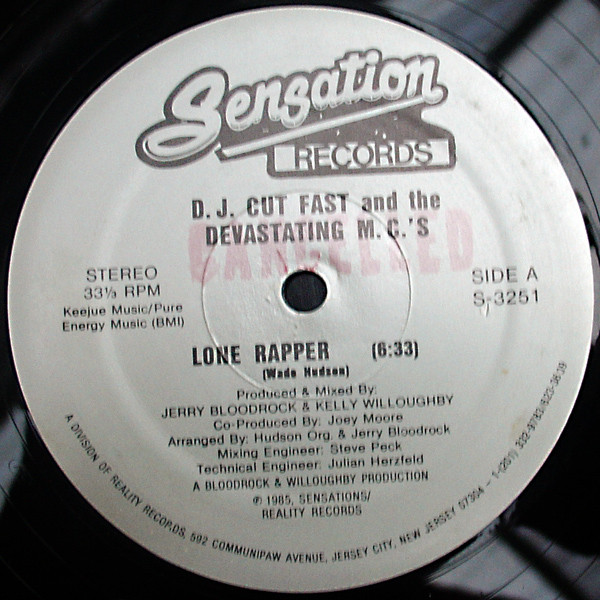 Sensation
RECORDS
D.J. CUT FAST and the
DEVASTATING M.C.'S
CANCELLED
STEREO
33⅓ RPM
Keejue Music/Pure
Energy Music (BMI)
SIDE A
S-3251
LONE RAPPER (6:33)
(Wade Hudson)
Produced & Mixed By:
JERRY BLOODROCK & KELLY WILLOUGHBY
Co-Produced By: Joey Moore
Arranged By: Hudson Org. & Jerry Bloodrock
Mixing Engineer: Steve Peck
Technical Engineer: Julian Herzfeld
A BLOODROCK & WILLOUGHBY PRODUCTION
℗ 1985, SENSATIONS/
REALITY RECORDS
A DIVISION OF REALITY RECORDS, 592 COMMUNIPAW AVENUE, JERSEY CITY, NEW JERSEY 07304 - 1-(201)